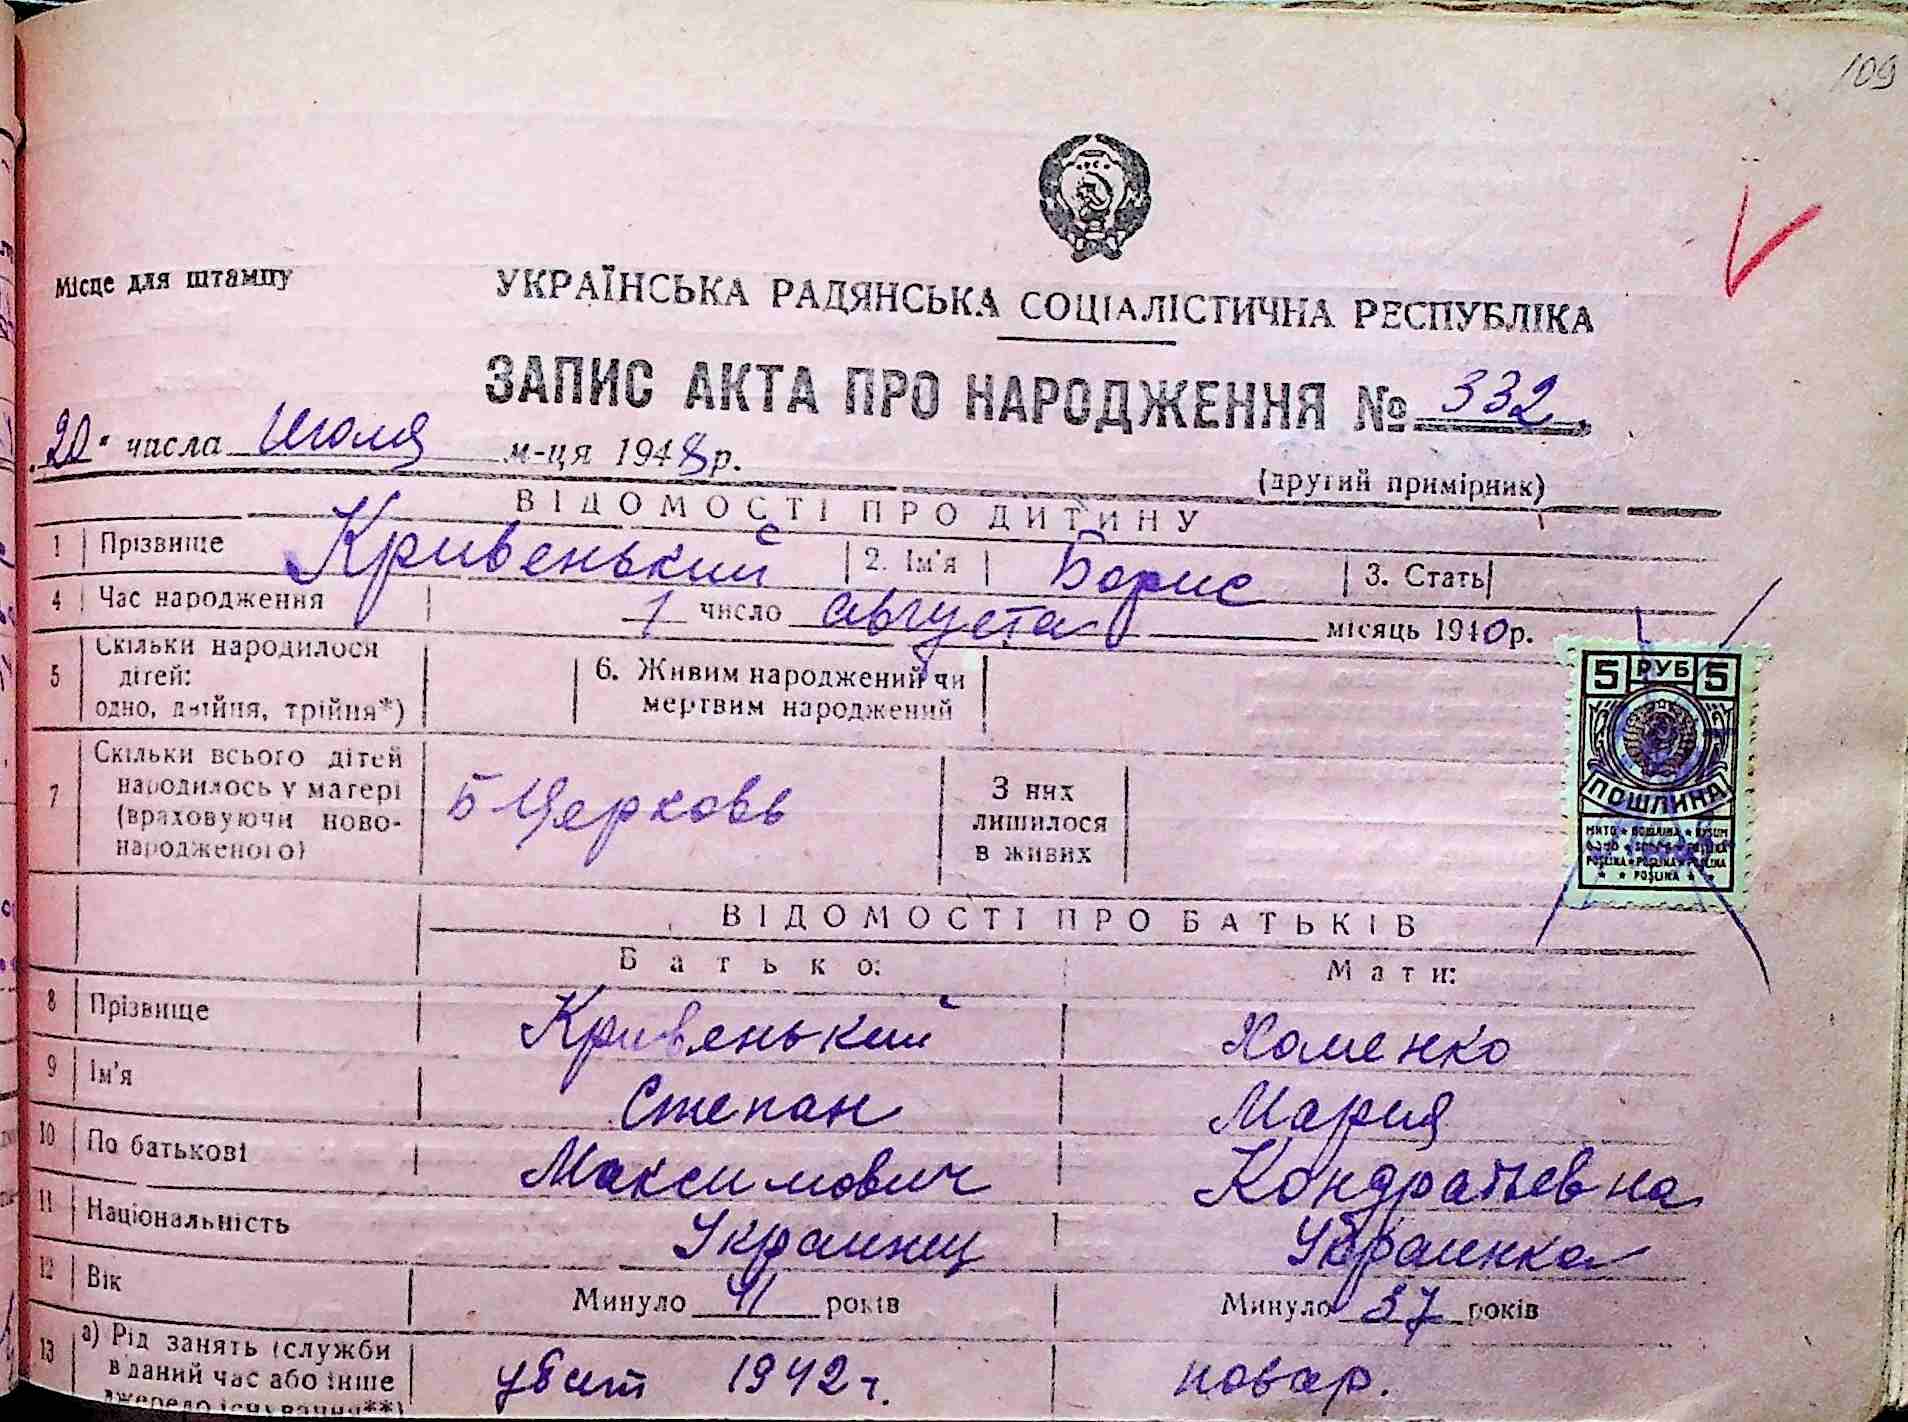 109
Місце для штампу
УКРАЇНСЬКА РАДЯНСЬКА СОЦІАЛІСТИЧНА РЕСПУБЛІКА
ЗАПИС АКТА ПРО НАРОДЖЕННЯ № 332
20 числа Июля м-ця 1948 р.
(другий примірник)
ВІДОМОСТІ ПРО ДИТИНУ
1 Прізвище Кривенький 2. Ім'я Борис 3. Стать
4 Час народження 1 число августа місяць 1940 р.
5 Скільки народилося дітей: одно, двійня, трійня*) 6. Живим народжений чи мертвим народжений
7 Скільки всього дітей народилось у матері (враховуючи новонародженого) Б Церковь З них лишилося в живих
5 РУБ 5
ПОШЛИНА
POSLINA
ВІДОМОСТІ ПРО БАТЬКІВ
Батько: Мати:
8 Прізвище Кривенький Хоменко
9 Ім'я Степан Мария
10 По батькові Максимович Кондратьевна
11 Національність Украинец Украинка
12 Вік Минуло 41 років Минуло 37 років
13 а) Рід занять (служби в даний час або інше джерело існування**) убит 1942 г. повар.